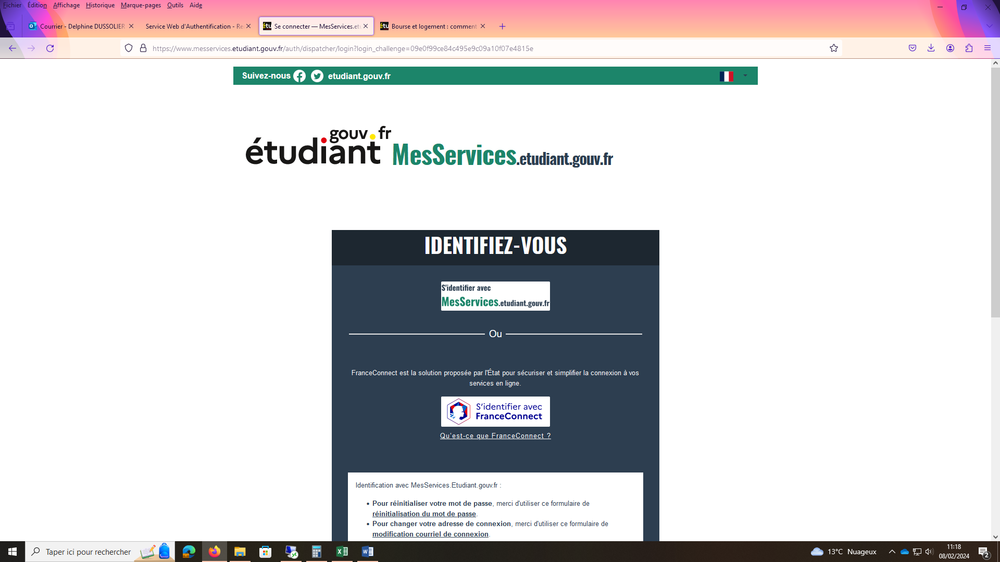 Fichier Édition Affichage Historique Marque-pages Outils Aide
Courrier - Delphine DUSSOLIER
Service Web d'Authentification - Re
Se connecter — MesServices.et
Bourse et logement : comment
https://www.messervices.etudiant.gouv.fr/auth/dispatcher/login?login_challenge=09e0f99ce84c495e9c09a10f07e4815e
Suivez-nous etudiant.gouv.fr
étudiant.gouv.fr
MesServices.etudiant.gouv.fr
IDENTIFIEZ-VOUS
S'identifier avec
MesServices.etudiant.gouv.fr
Ou
FranceConnect est la solution proposée par l'État pour sécuriser et simplifier la connexion à vos
services en ligne.
S'identifier avec
FranceConnect
Qu'est-ce que FranceConnect ?
Identification avec MesServices.Etudiant.gouv.fr :
• Pour réinitialiser votre mot de passe, merci d'utiliser ce formulaire de
réinitialisation du mot de passe.
• Pour changer votre adresse de connexion, merci d'utiliser ce formulaire de
modification courriel de connexion.
Taper ici pour rechercher
13°C Nuageux
11:18
08/02/2024
2